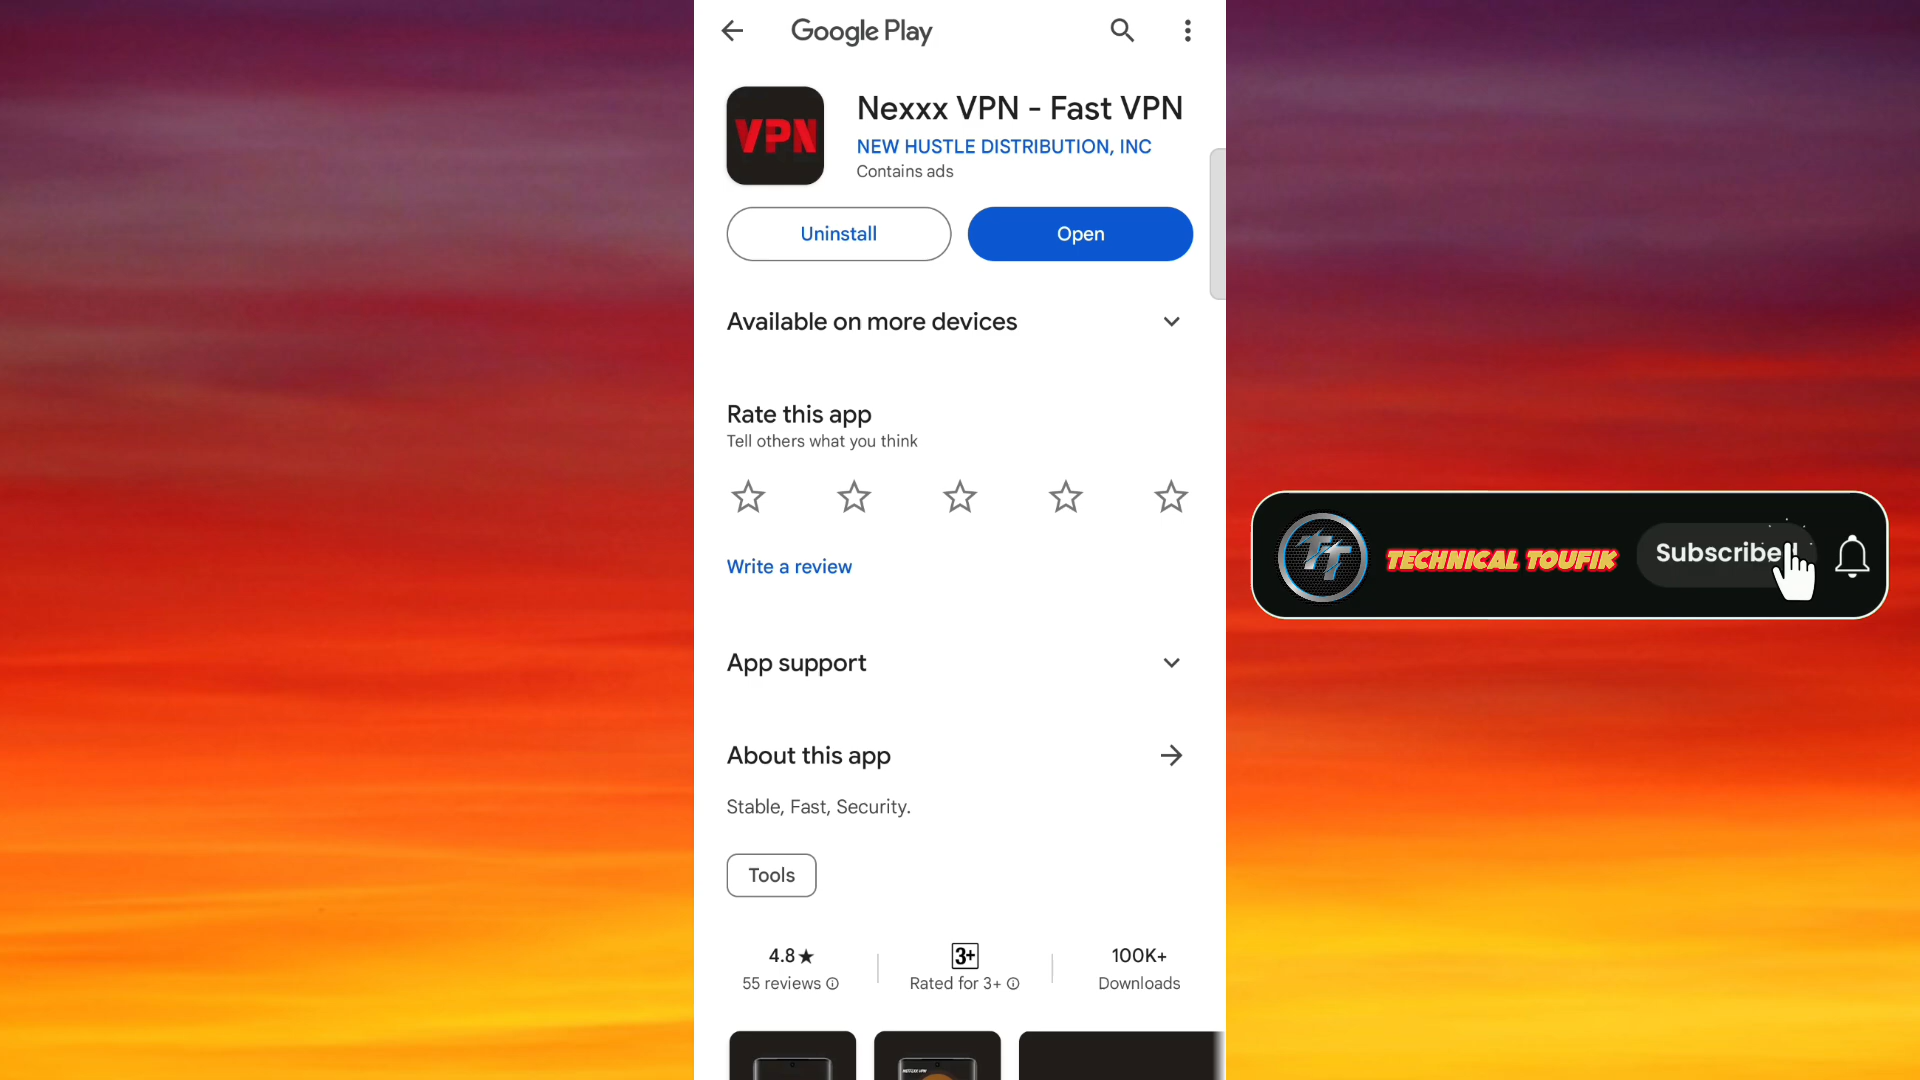 Google Play
VPN
Nexxx VPN - Fast VPN
NEW HUSTLE DISTRIBUTION, INC
Contains ads
Uninstall
Open
Available on more devices
Rate this app
Tell others what you think
Write a review
App support
About this app
Stable, Fast, Security.
Tools
4.8★
55 reviews
3+
Rated for 3+
100K+
Downloads
TT
TECHNICAL TOUFIK
Subscribe